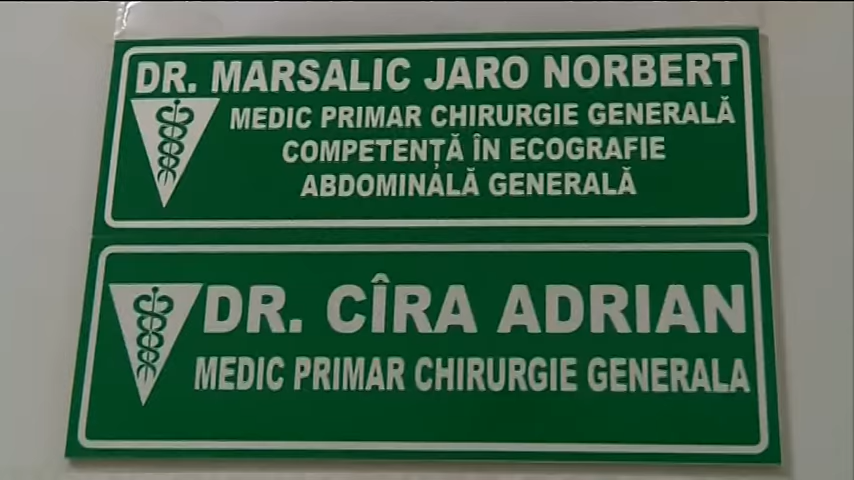 DR. MARSALIC JARO NORBERT
MEDIC PRIMAR CHIRURGIE GENERALĂ
COMPETENȚĂ ÎN ECOGRAFIE
ABDOMINALĂ GENERALĂ
DR. CÎRA ADRIAN
MEDIC PRIMAR CHIRURGIE GENERALA